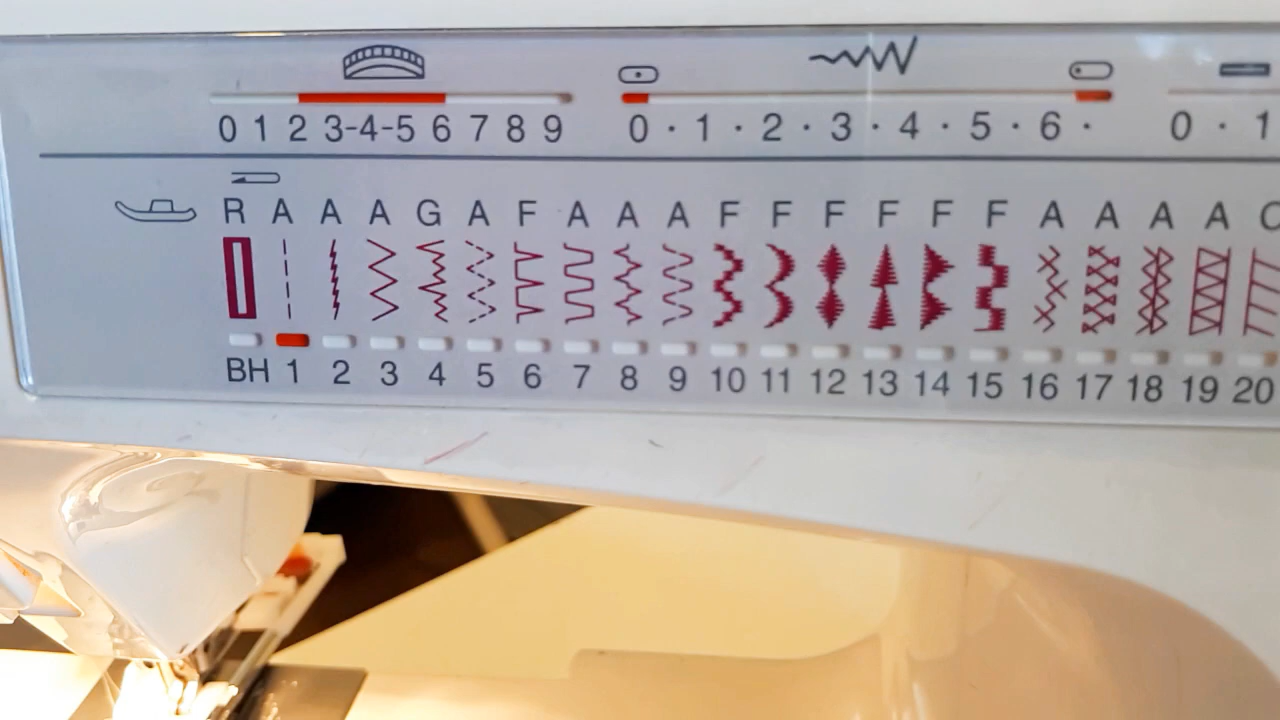 0 1 2 3-4-5 6 7 8 9 0 · 1 · 2 · 3 · 4 · 5 · 6 · 0 · 1
R A A A G A F A A A F F F F F F A A A A
BH 1 2 3 4 5 6 7 8 9 10 11 12 13 14 15 16 17 18 19 20